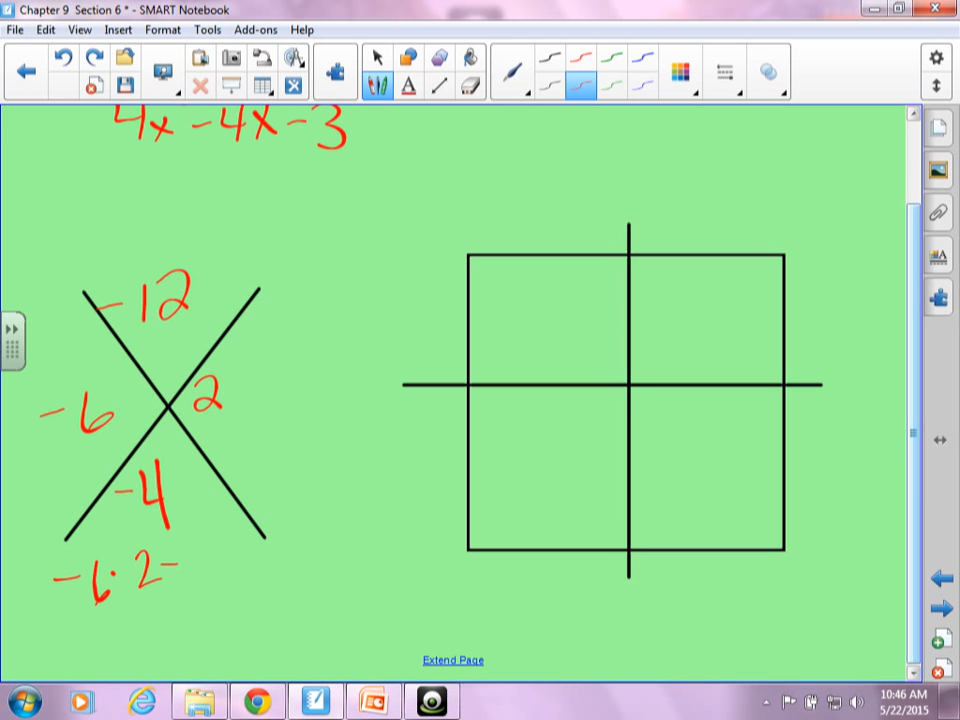 Chapter 9 Section 6 * - SMART Notebook
File Edit View Insert Format Tools Add-ons Help
4x - 4x - 3
-12
-6 2
-4
-6 · 2 =
Extend Page
10:46 AM
5/22/2015